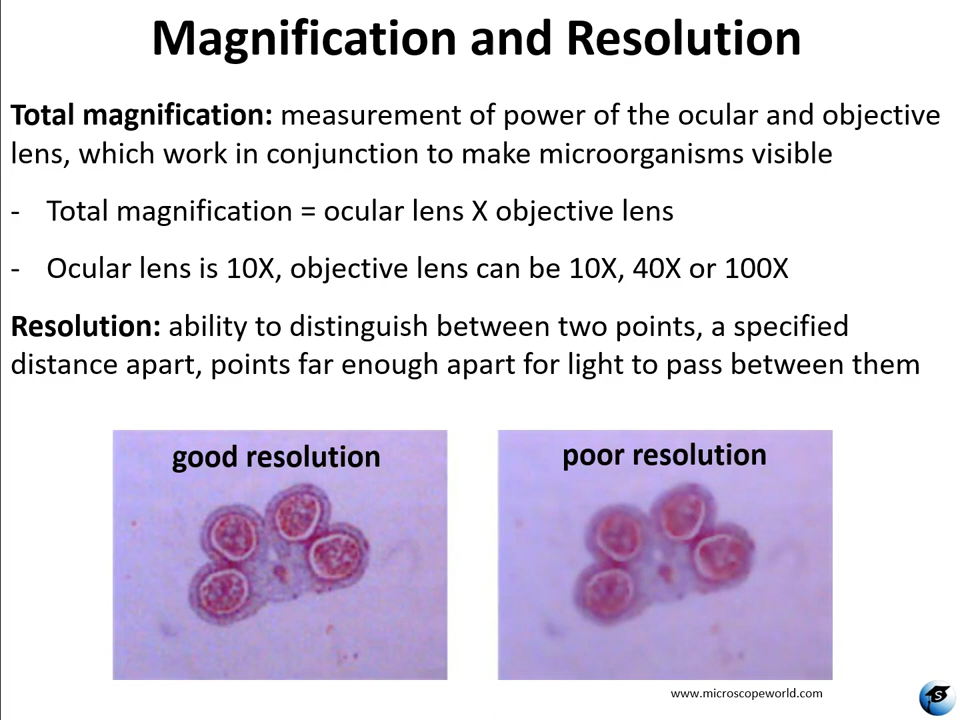 Magnification and Resolution
Total magnification: measurement of power of the ocular and objective
lens, which work in conjunction to make microorganisms visible
- Total magnification = ocular lens X objective lens
- Ocular lens is 10X, objective lens can be 10X, 40X or 100X
Resolution: ability to distinguish between two points, a specified
distance apart, points far enough apart for light to pass between them
good resolution
poor resolution
www.microscopeworld.com
S